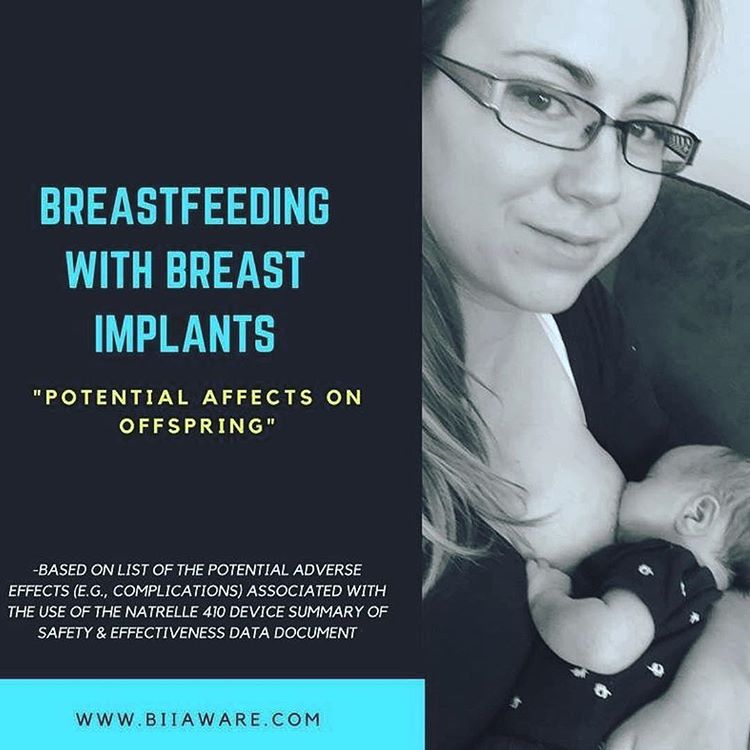 BREASTFEEDING
WITH BREAST
IMPLANTS
"POTENTIAL AFFECTS ON
OFFSPRING"
-BASED ON LIST OF THE POTENTIAL ADVERSE
EFFECTS (E.G., COMPLICATIONS) ASSOCIATED WITH
THE USE OF THE NATRELLE 410 DEVICE SUMMARY OF
SAFETY & EFFECTIVENESS DATA DOCUMENT
WWW.BIIAWARE.COM